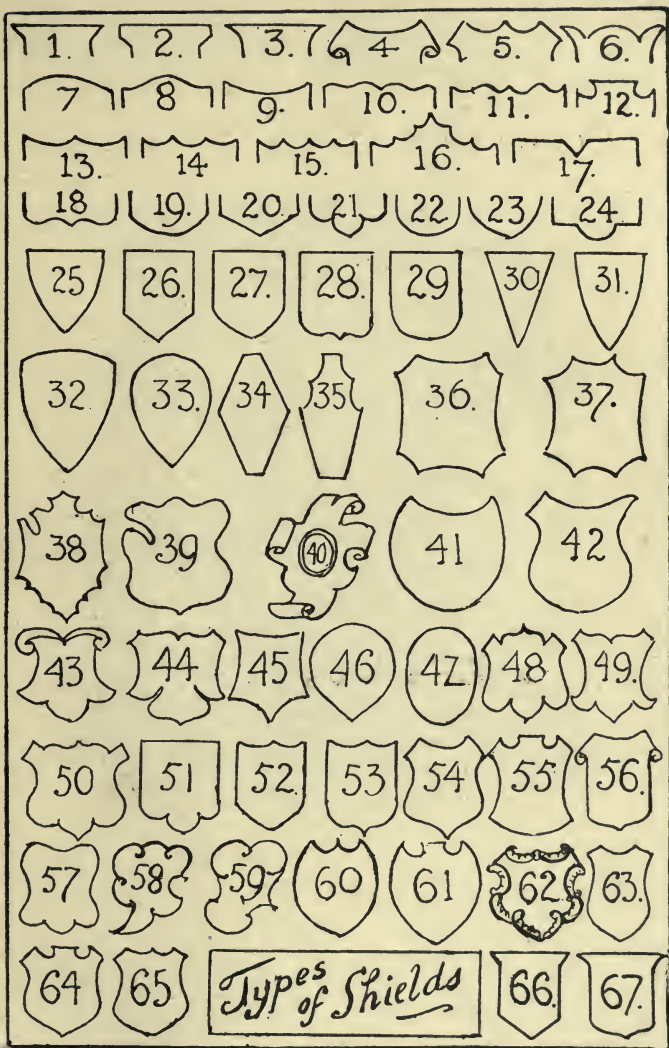 1. 2. 3. 4 5. 6.
7 8 9. 10. 11. 12.
13. 14 15. 16. 17.
18 19. 20. 21 22 23 24
25 26. 27. 28. 29 30 31.
32 33. 34 35 36. 37.
38 39 40 41 42
43 44 45 46 47 48 49.
50 51 52. 53 54 55 56.
57 58 59 60 61 62 63.
64 65 Types 66. 67.
of Shields